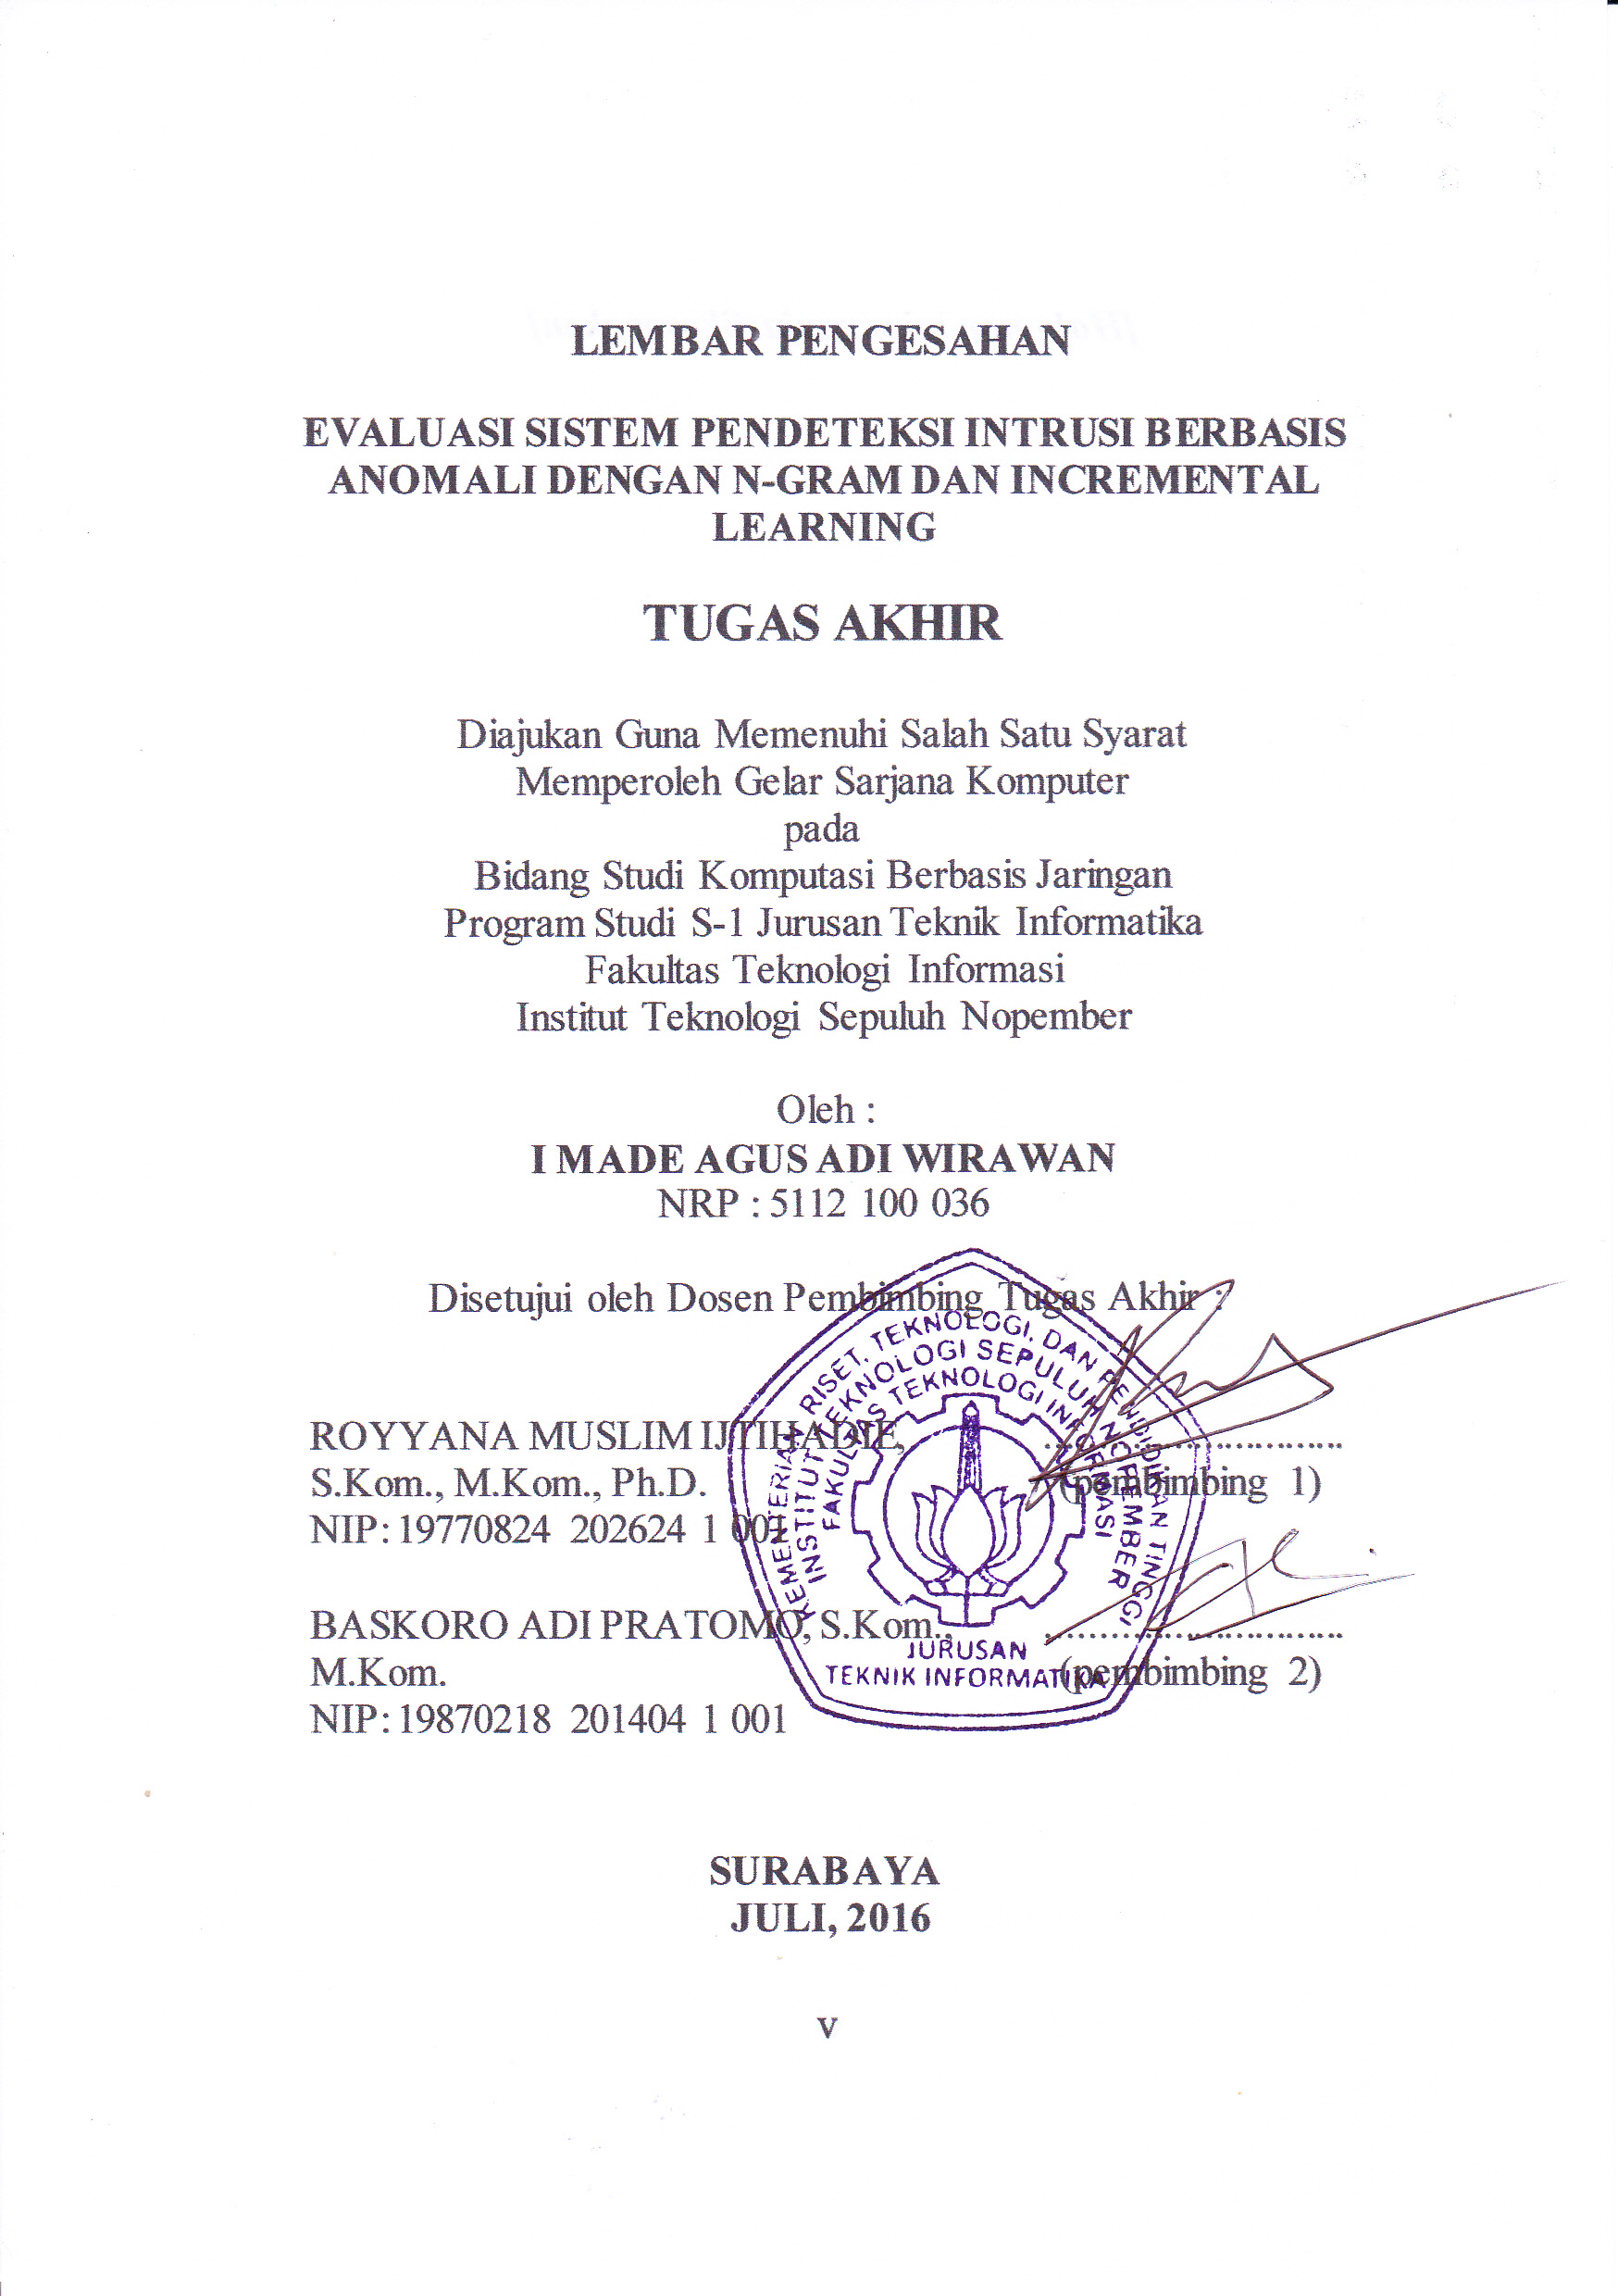 LEMBAR PENGESAHAN
EVALUASI SISTEM PENDETEKSI INTRUSI BERBASIS
ANOMALI DENGAN N-GRAM DAN INCREMENTAL
LEARNING
TUGAS AKHIR
Diajukan Guna Memenuhi Salah Satu Syarat
Memperoleh Gelar Sarjana Komputer
pada
Bidang Studi Komputasi Berbasis Jaringan
Program Studi S-1 Jurusan Teknik Informatika
Fakultas Teknologi Informasi
Institut Teknologi Sepuluh Nopember
Oleh :
I MADE AGUS ADI WIRAWAN
NRP : 5112 100 036
Disetujui oleh Dosen Pembimbing Tugas Akhir :
ROYYANA MUSLIM IJTIHADIE,
S.Kom., M.Kom., Ph.D. (pembimbing 1)
NIP: 19770824 202624 1 001
BASKORO ADI PRATOMO, S.Kom.,
M.Kom. (pembimbing 2)
NIP: 19870218 201404 1 001
KEMENTERIAN RISET, TEKNOLOGI, DAN PENDIDIKAN TINGGI
INSTITUT TEKNOLOGI SEPULUH NOPEMBER
FAKULTAS TEKNOLOGI INFORMASI
JURUSAN
TEKNIK INFORMATIKA
SURABAYA
JULI, 2016
v